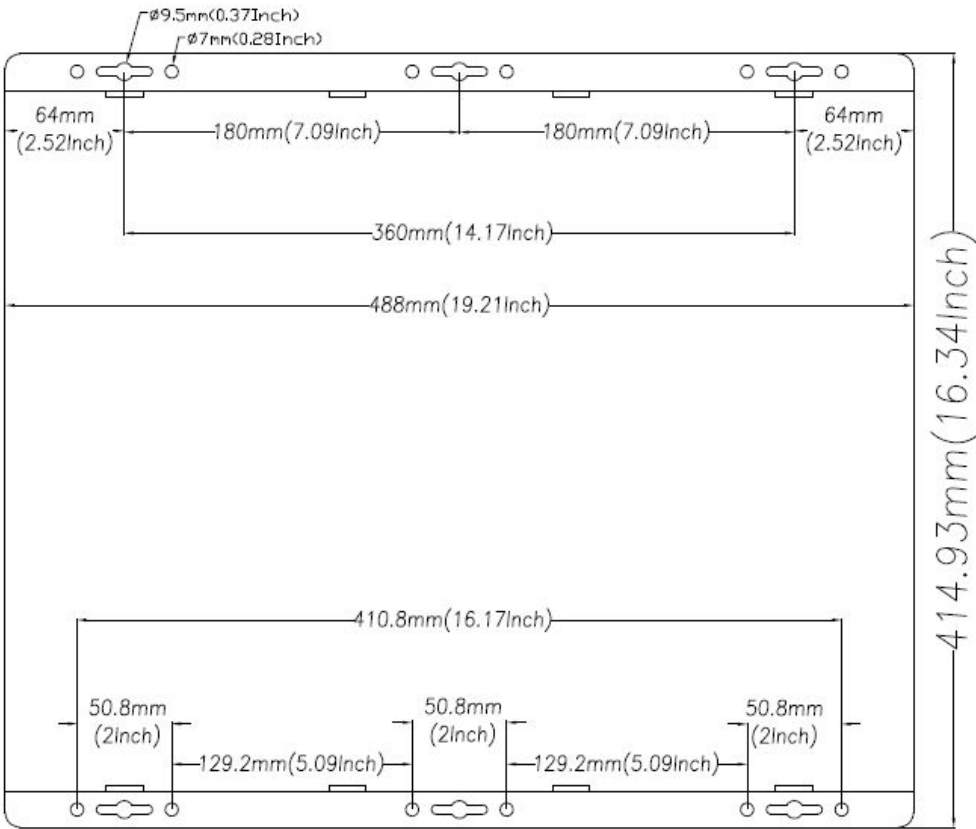 ø9.5mm(0.37Inch)
ø7mm(0.28Inch)
64mm
(2.52Inch)
180mm(7.09Inch)
180mm(7.09Inch)
64mm
(2.52Inch)
360mm(14.17Inch)
488mm(19.21Inch)
414.93mm(16.34Inch)
410.8mm(16.17Inch)
50.8mm
(2Inch)
50.8mm
(2Inch)
50.8mm
(2Inch)
129.2mm(5.09Inch)
129.2mm(5.09Inch)